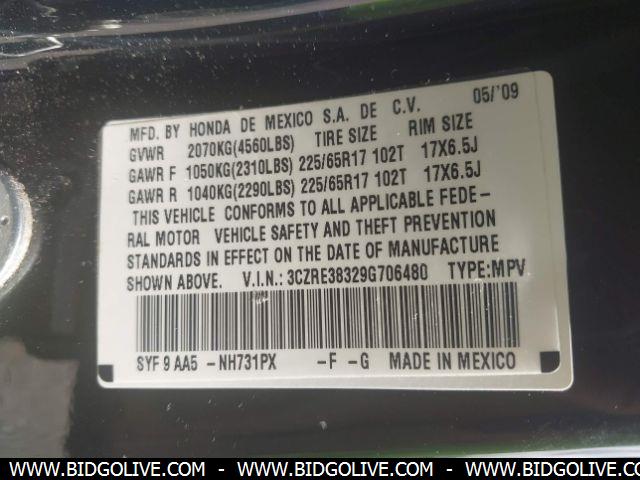 MFD. BY HONDA DE MEXICO S.A. DE C.V. 05/'09
GVWR 2070KG(4560LBS) TIRE SIZE RIM SIZE
GAWR F 1050KG(2310LBS) 225/65R17 102T 17X6.5J
GAWR R 1040KG(2290LBS) 225/65R17 102T 17X6.5J
THIS VEHICLE CONFORMS TO ALL APPLICABLE FEDE-
RAL MOTOR VEHICLE SAFETY AND THEFT PREVENTION
STANDARDS IN EFFECT ON THE DATE OF MANUFACTURE
SHOWN ABOVE. V.I.N.: 3CZRE38329G706480 TYPE:MPV
SYF 9 AA5 -NH731PX -F -G MADE IN MEXICO
WWW.BIDGOLIVE.COM - WWW.BIDGOLIVE.COM - WWW.BIDGOLIVE.COM